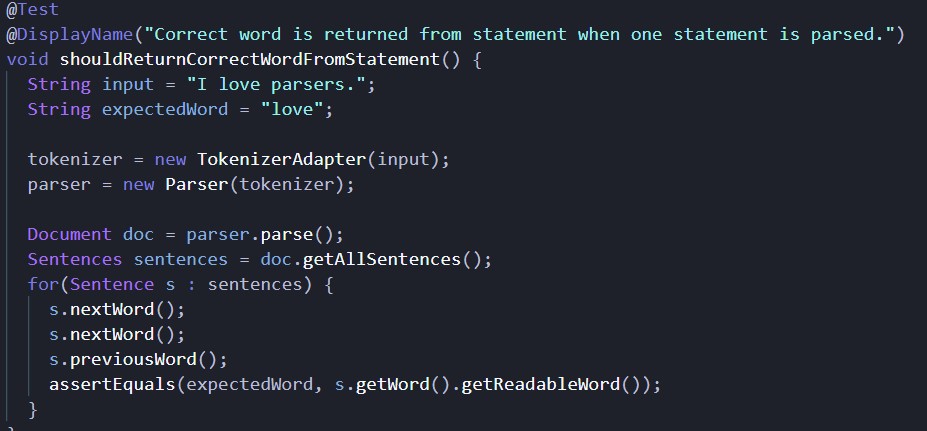 @Test
@DisplayName("Correct word is returned from statement when one statement is parsed.")
void shouldReturnCorrectWordFromStatement() {
  String input = "I love parsers.";
  String expectedWord = "love";

  tokenizer = new TokenizerAdapter(input);
  parser = new Parser(tokenizer);

  Document doc = parser.parse();
  Sentences sentences = doc.getAllSentences();
  for(Sentence s : sentences) {
    s.nextWord();
    s.nextWord();
    s.previousWord();
    assertEquals(expectedWord, s.getWord().getReadableWord());
  }
}